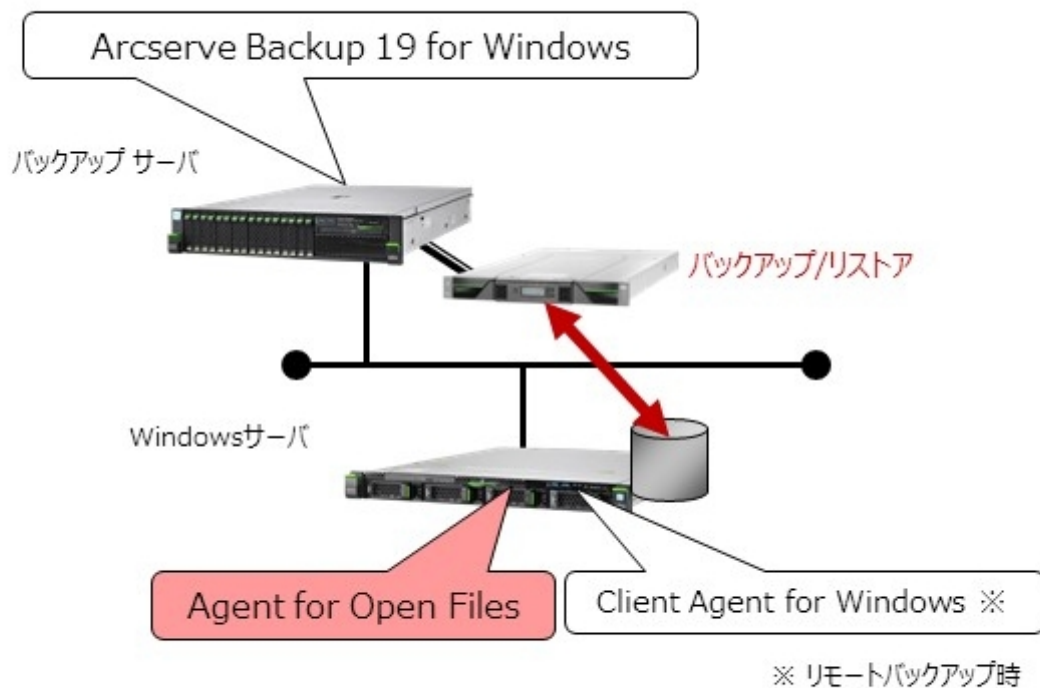 Arcserve Backup 19 for Windows
バックアップ サーバ
バックアップ/リストア
Windowsサーバ
Agent for Open Files
Client Agent for Windows ※
※ リモートバックアップ時